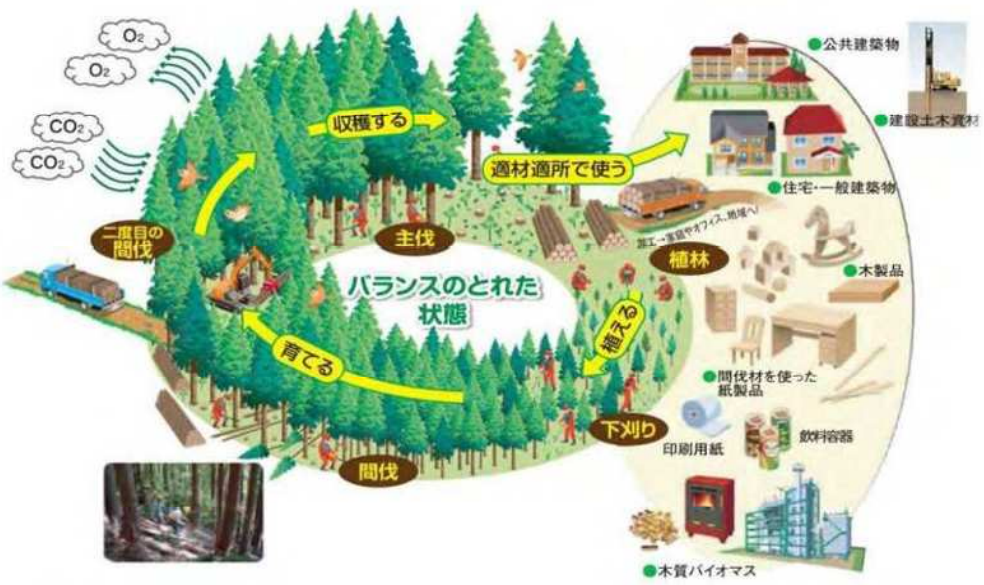 O2
O2
CO2
CO2
収穫する
適材適所で使う
公共建築物
建設土木資材
住宅・一般建築物
二度目の
間伐
主伐
加工→家庭やオフィス、地域へ!
植林
木製品
バランスのとれた
状態
植える
育てる
間伐材を使った
紙製品
下刈り
印刷用紙
飲料容器
間伐
木質バイオマス